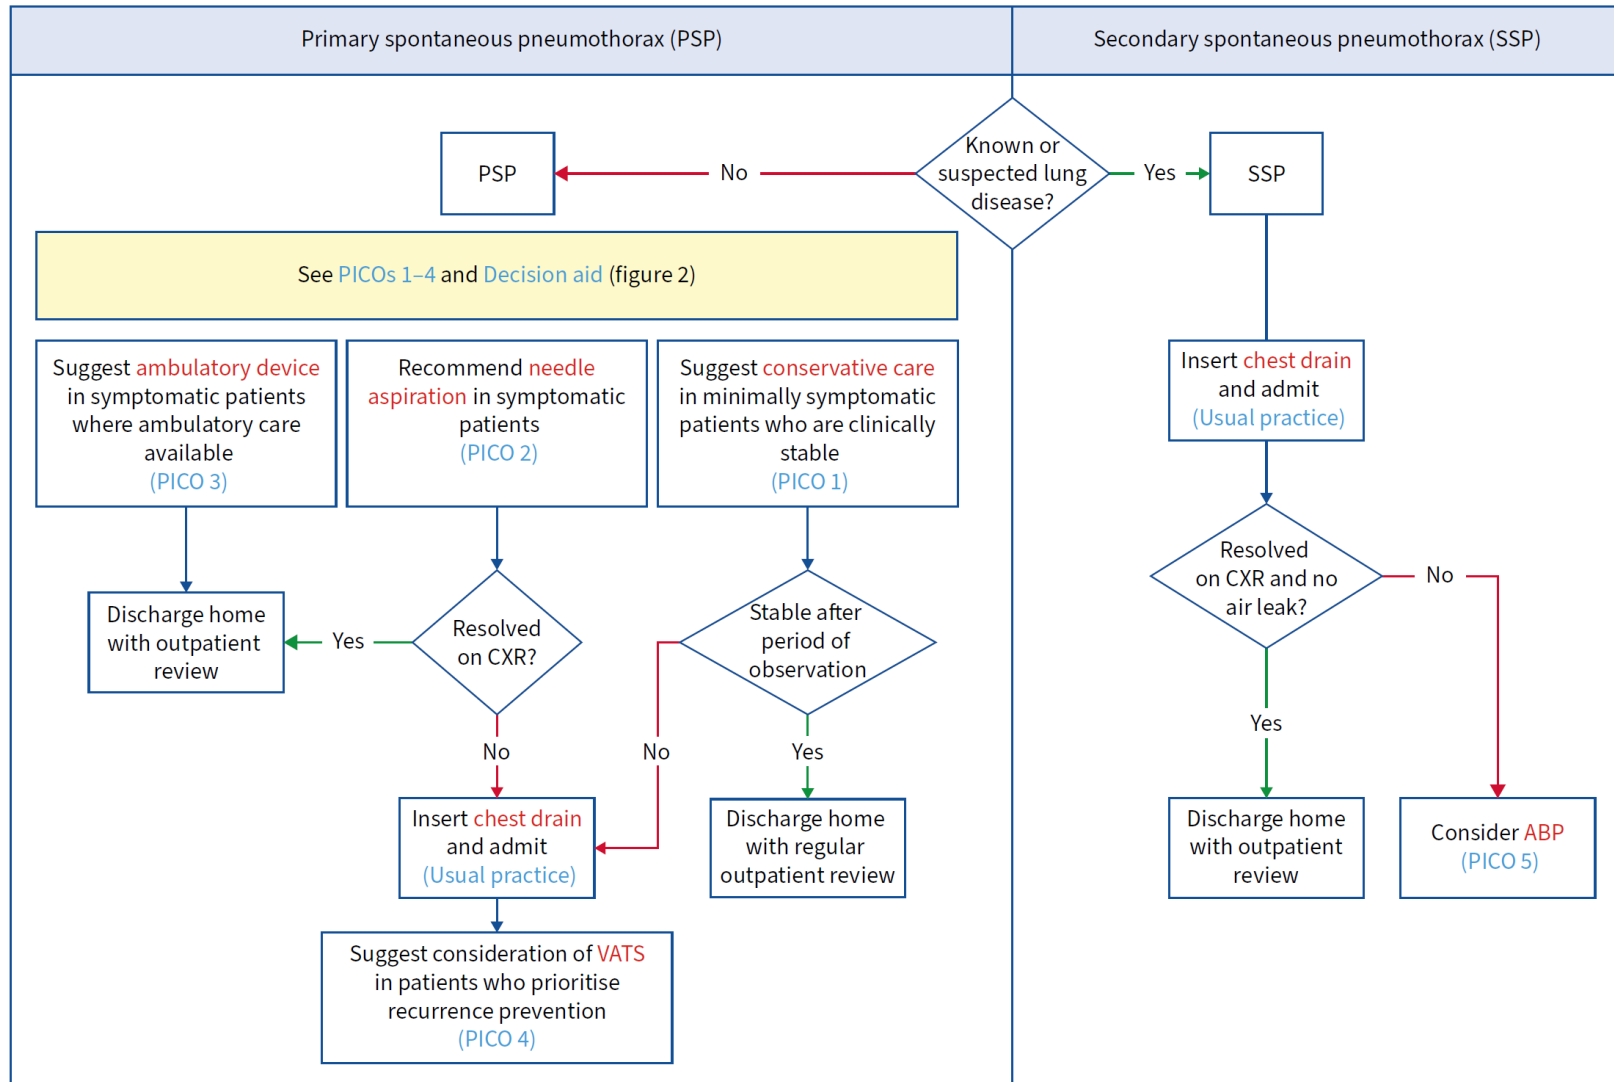 Primary spontaneous pneumothorax (PSP)
Secondary spontaneous pneumothorax (SSP)
Known or
suspected lung
disease?
No
PSP
Yes
SSP
See PICOs 1–4 and Decision aid (figure 2)
Suggest ambulatory device
in symptomatic patients
where ambulatory care
available
(PICO 3)
Recommend needle
aspiration in symptomatic
patients
(PICO 2)
Suggest conservative care
in minimally symptomatic
patients who are clinically
stable
(PICO 1)
Insert chest drain
and admit
(Usual practice)
Discharge home
with outpatient
review
Yes
Resolved
on CXR?
Stable after
period of
observation
Resolved
on CXR and no
air leak?
No
No
No
Yes
Yes
Insert chest drain
and admit
(Usual practice)
Discharge home
with regular
outpatient review
Discharge home
with outpatient
review
Consider ABP
(PICO 5)
Suggest consideration of VATS
in patients who prioritise
recurrence prevention
(PICO 4)